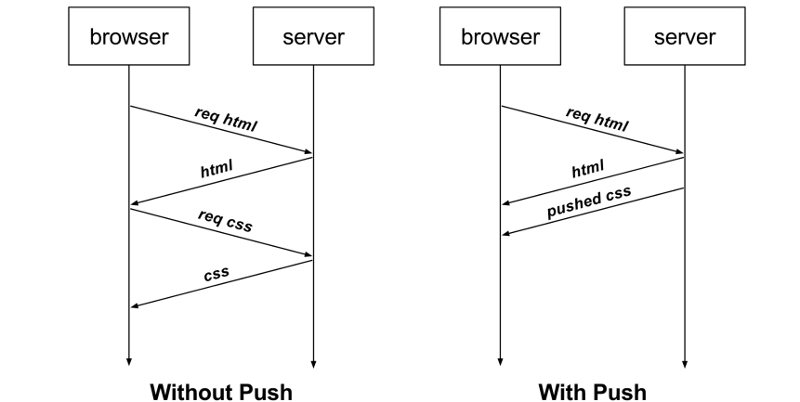 browser
server
req html
html
req css
css
Without Push
browser
server
req html
html
pushed css
With Push